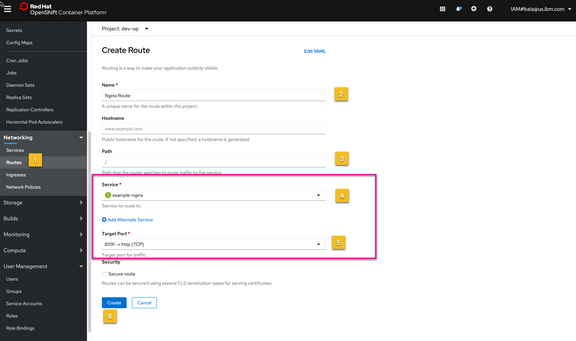 Red Hat
OpenShift Container Platform
IAM#bala@us.ibm.com
Secrets
Config Maps
Cron Jobs
Jobs
Daemon Sets
Replica Sets
Replication Controllers
Horizontal Pod Autoscalers
Networking
Services
Routes
1
Ingresses
Network Policies
Storage
Builds
Monitoring
Compute
User Management
Users
Groups
Service Accounts
Roles
Role Bindings
Project: dev-op
Create Route
Edit YAML
Routing is a way to make your application publicly visible.
Name *
Nginx Route
2
A unique name for the route within the project.
Hostname
www.example.com
Public hostname for the route. If not specified, a hostname is generated.
Path
/
3
Path that the router watches to route traffic to the service.
Service *
S example-nginx
4
Service to route to.
Add Alternate Service
Target Port *
8091 → http (TCP)
5
Target port for traffic.
Security
Secure route
Routes can be secured using several TLS termination types for serving certificates.
Create
Cancel
6